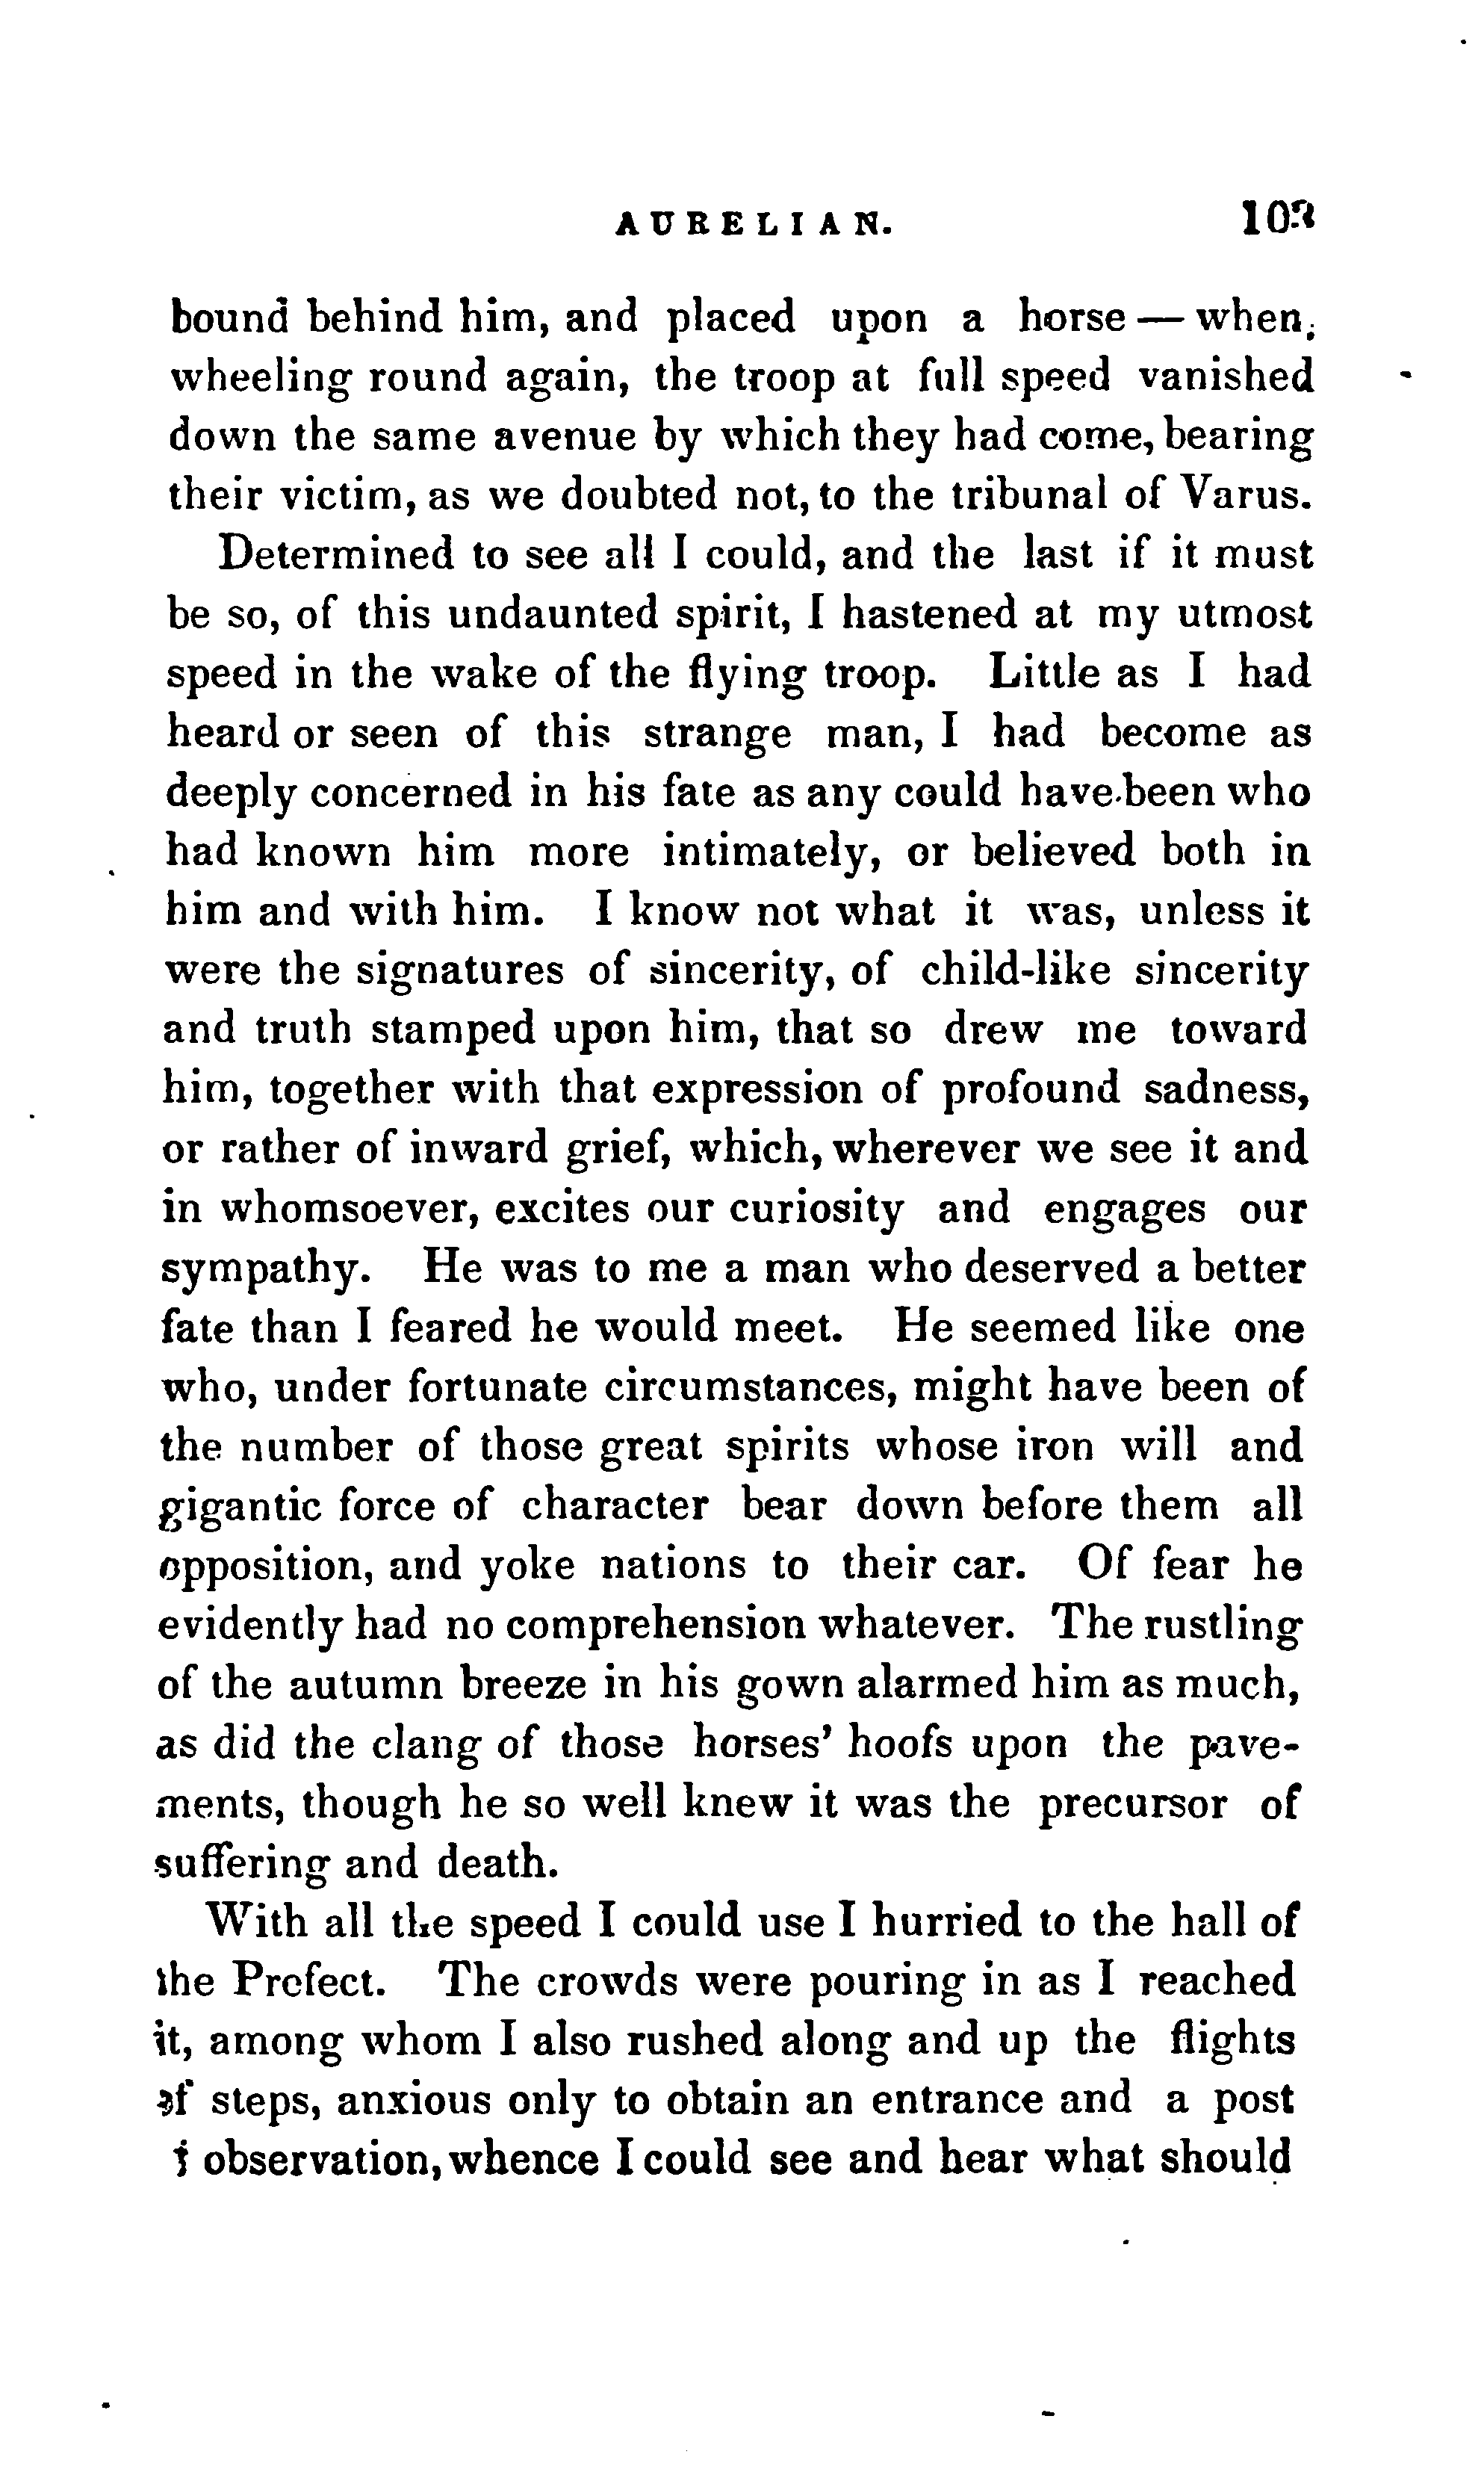 AURELIAN. 103
bound behind him, and placed upon a horse — when,
wheeling round again, the troop at full speed vanished
down the same avenue by which they had come, bearing
their victim, as we doubted not, to the tribunal of Varus.
Determined to see all I could, and the last if it must
be so, of this undaunted spirit, I hastened at my utmost
speed in the wake of the flying troop. Little as I had
heard or seen of this strange man, I had become as
deeply concerned in his fate as any could have been who
had known him more intimately, or believed both in
him and with him. I know not what it was, unless it
were the signatures of sincerity, of child-like sincerity
and truth stamped upon him, that so drew me toward
him, together with that expression of profound sadness,
or rather of inward grief, which, wherever we see it and
in whomsoever, excites our curiosity and engages our
sympathy. He was to me a man who deserved a better
fate than I feared he would meet. He seemed like one
who, under fortunate circumstances, might have been of
the number of those great spirits whose iron will and
gigantic force of character bear down before them all
opposition, and yoke nations to their car. Of fear he
evidently had no comprehension whatever. The rustling
of the autumn breeze in his gown alarmed him as much,
as did the clang of those horses' hoofs upon the pave-
ments, though he so well knew it was the precursor of
suffering and death.
With all the speed I could use I hurried to the hall of
the Prefect. The crowds were pouring in as I reached
it, among whom I also rushed along and up the flights
of steps, anxious only to obtain an entrance and a post
observation, whence I could see and hear what should